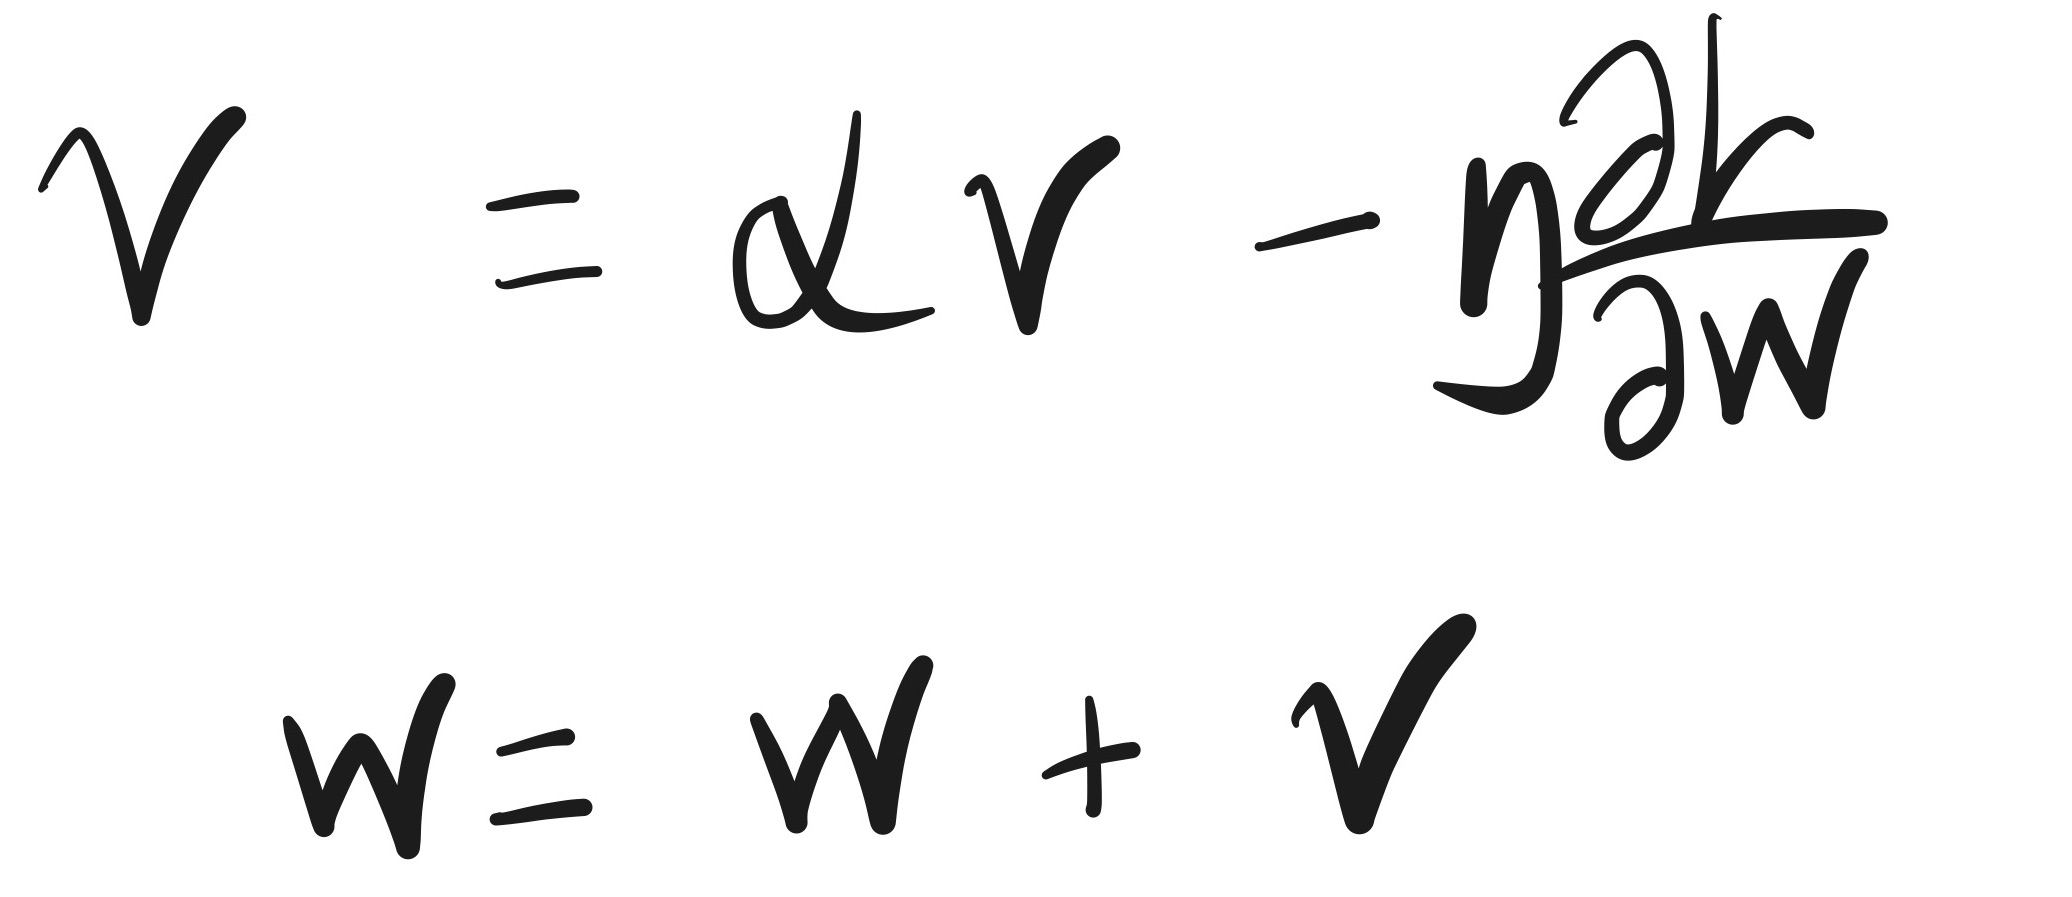 v = αv - η ∂L/∂w
w = w + v